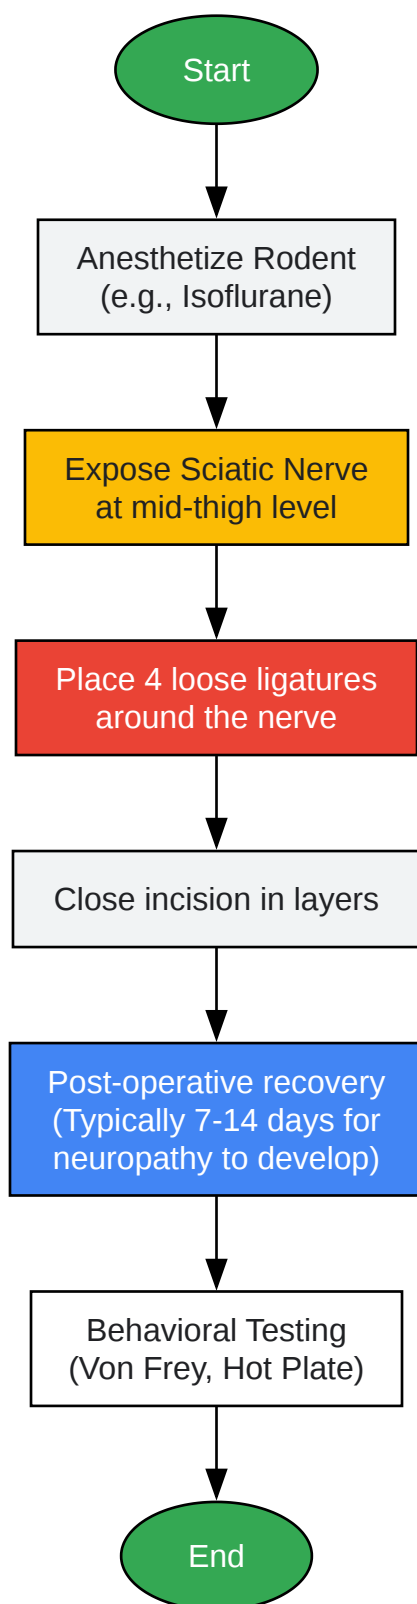 Start
Anesthetize Rodent
(e.g., Isoflurane)
Expose Sciatic Nerve
at mid-thigh level
Place 4 loose ligatures
around the nerve
Close incision in layers
Post-operative recovery
(Typically 7-14 days for
neuropathy to develop)
Behavioral Testing
(Von Frey, Hot Plate)
End